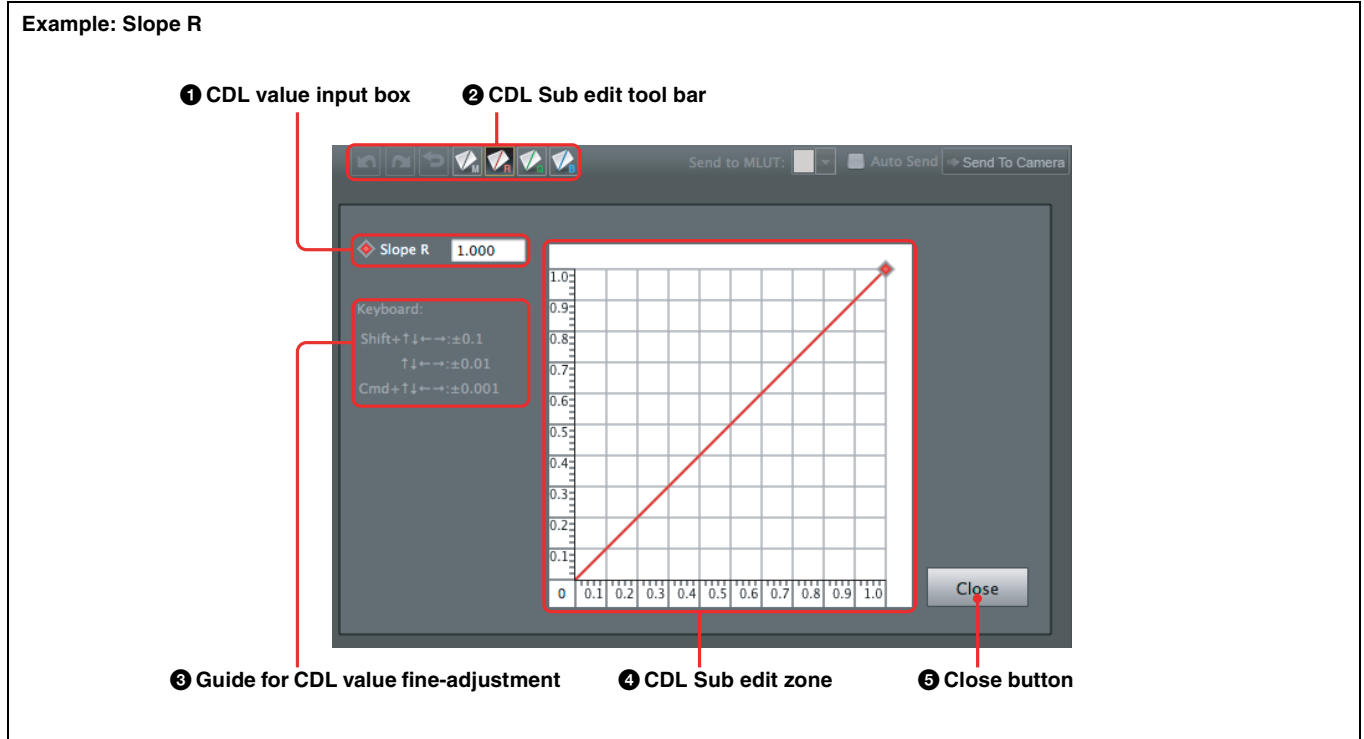 Example: Slope R
❶ CDL value input box
❷ CDL Sub edit tool bar
M R G B
Send to MLUT:
Auto Send
Send To Camera
Slope R 1.000
Keyboard:
Shift+↑↓←→:±0.1
↑↓←→:±0.01
Cmd+↑↓←→:±0.001
1.0
0.9
0.8
0.7
0.6
0.5
0.4
0.3
0.2
0.1
0 0.1 0.2 0.3 0.4 0.5 0.6 0.7 0.8 0.9 1.0
Close
❸ Guide for CDL value fine-adjustment
❹ CDL Sub edit zone
❺ Close button